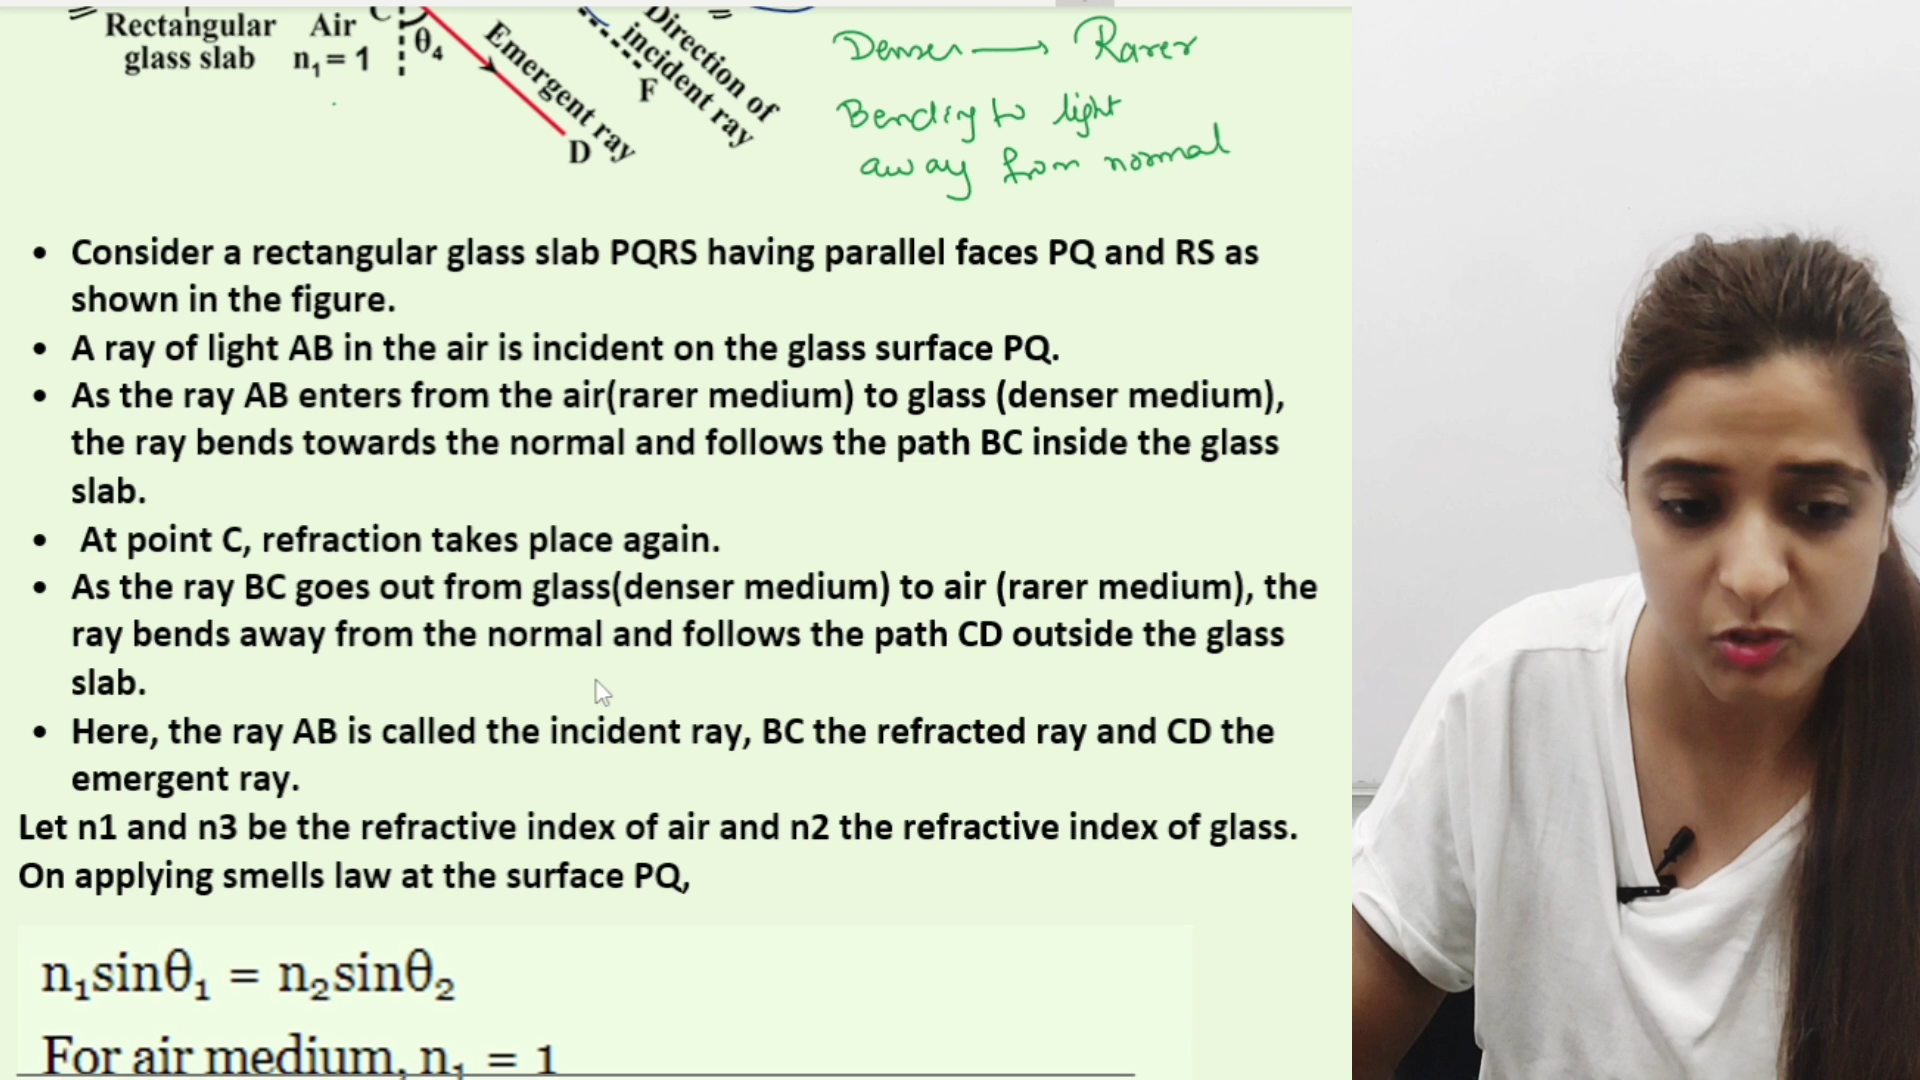 Rectangular Air
glass slab n₁ = 1
θ₄
Emergent ray
D
F
Direction of
incident ray
Denser → Rarer
Bending to light
away from normal
• Consider a rectangular glass slab PQRS having parallel faces PQ and RS as
shown in the figure.
• A ray of light AB in the air is incident on the glass surface PQ.
• As the ray AB enters from the air(rarer medium) to glass (denser medium),
the ray bends towards the normal and follows the path BC inside the glass
slab.
• At point C, refraction takes place again.
• As the ray BC goes out from glass(denser medium) to air (rarer medium), the
ray bends away from the normal and follows the path CD outside the glass
slab.
• Here, the ray AB is called the incident ray, BC the refracted ray and CD the
emergent ray.
Let n1 and n3 be the refractive index of air and n2 the refractive index of glass.
On applying smells law at the surface PQ,
n₁sinθ₁ = n₂sinθ₂
For air medium, n₁ = 1